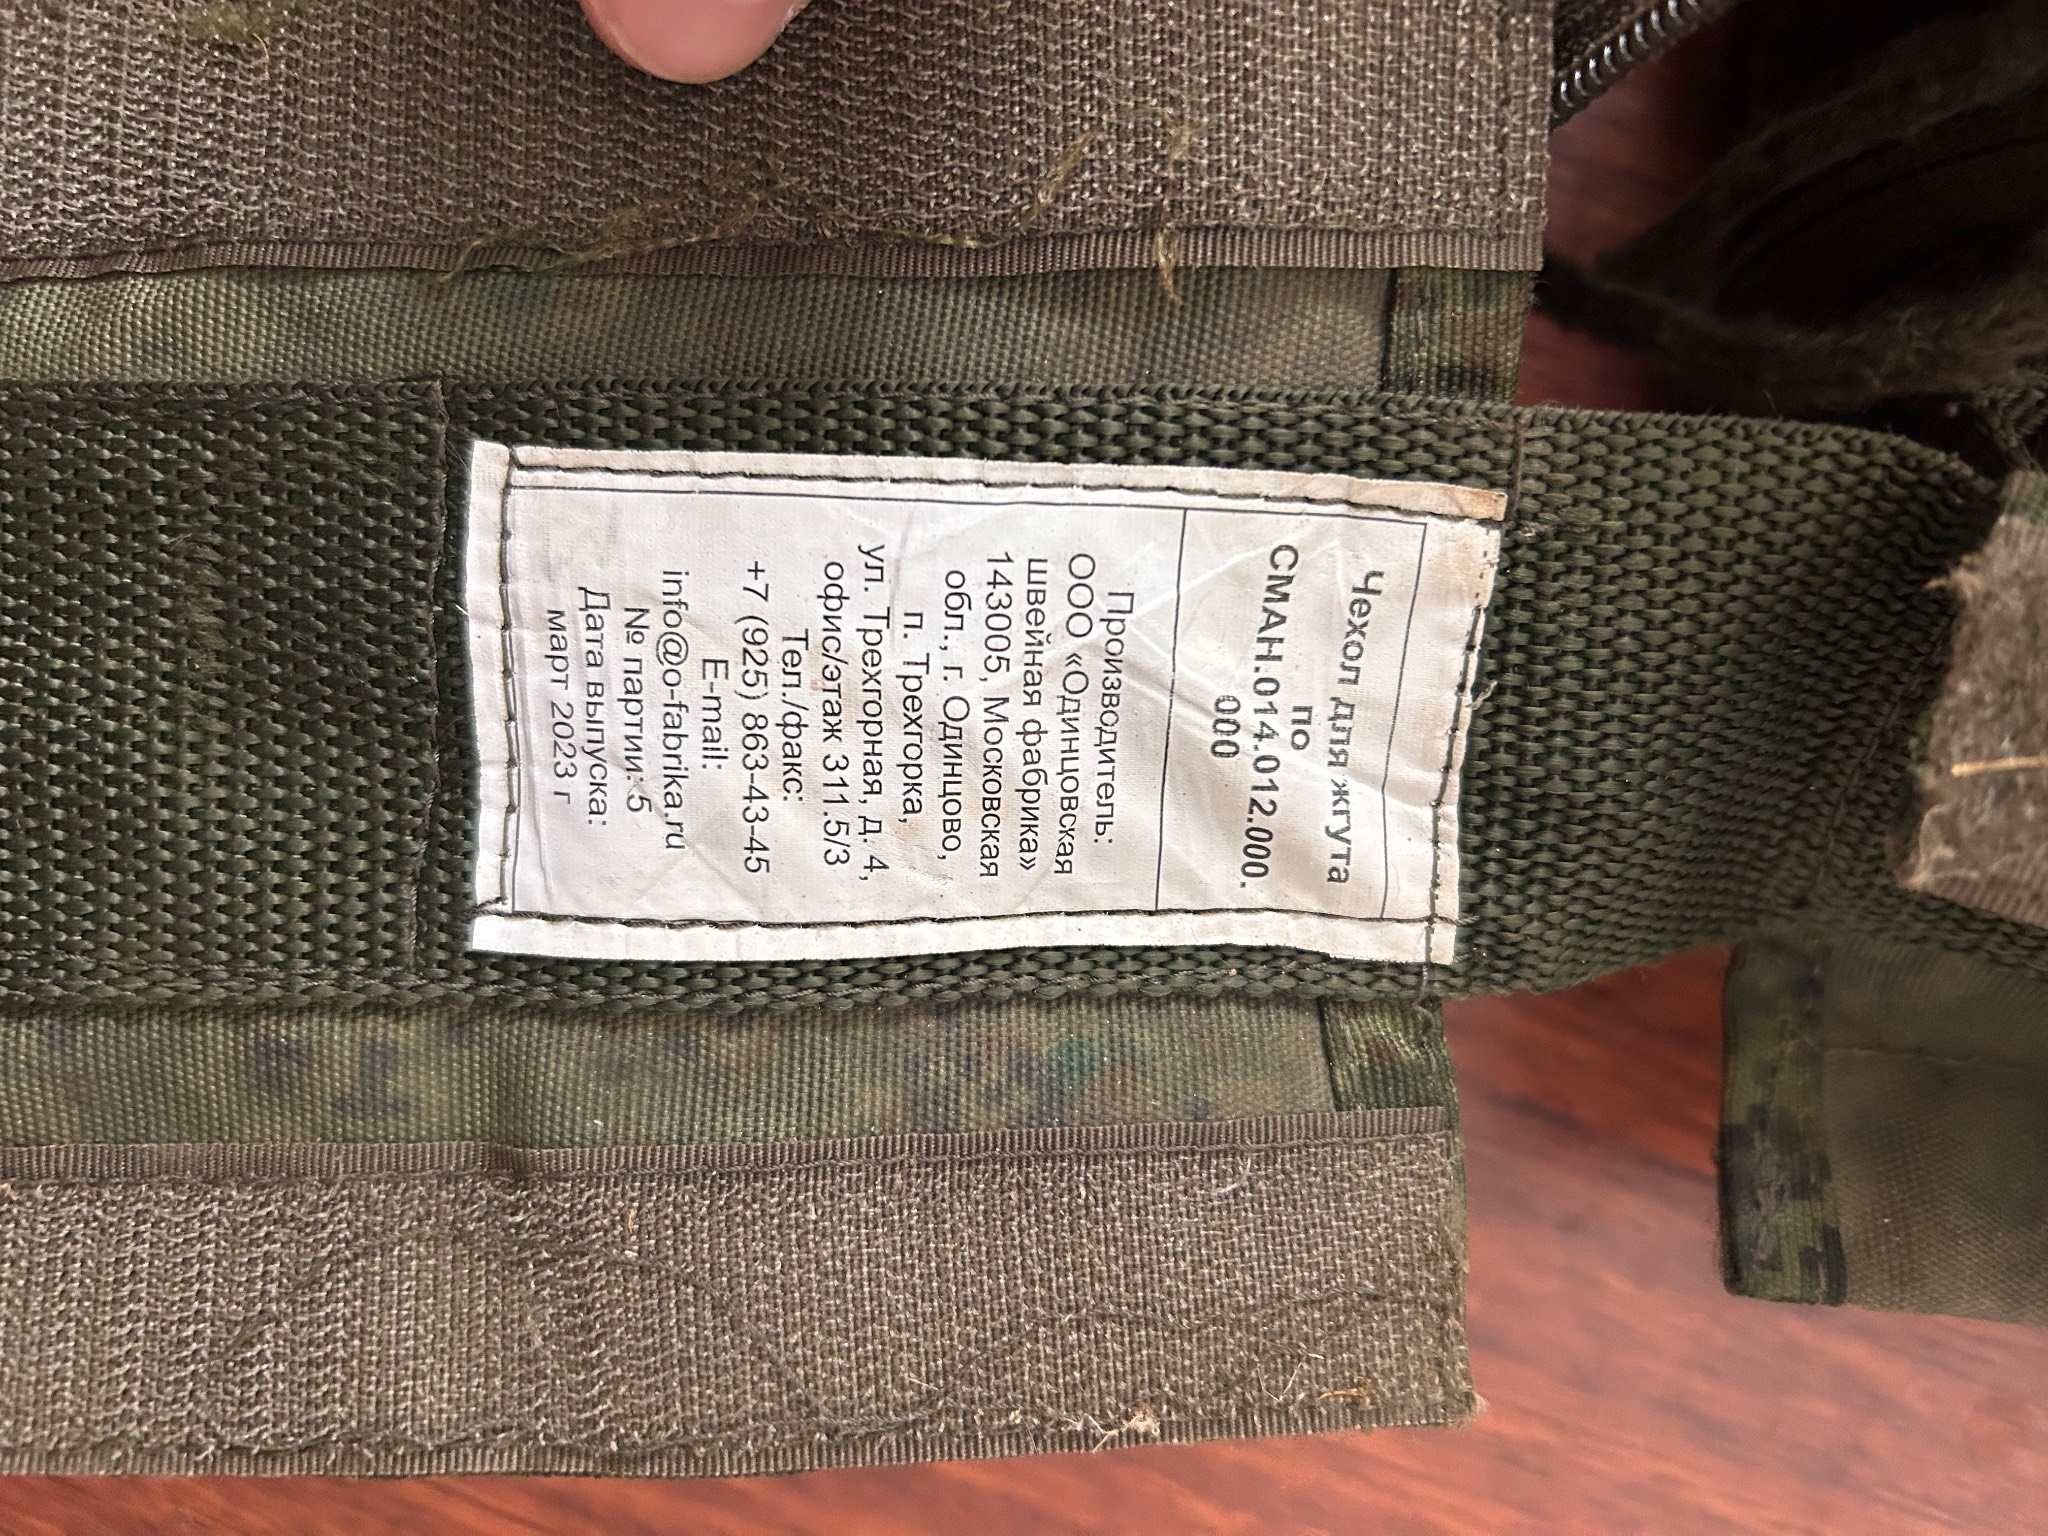 Чехол для жгута
по
СМАН.014.012.000.
000
Производитель:
ООО «Одинцовская
швейная фабрика»
143005, Московская
обл., г. Одинцово,
п. Трехгорка,
ул. Трехгорная, д. 4,
офис/этаж 311.5/3
Тел./факс:
+7 (925) 863-43-45
E-mail:
info@o-fabrika.ru
№ партии: 5
Дата выпуска:
март 2023 г